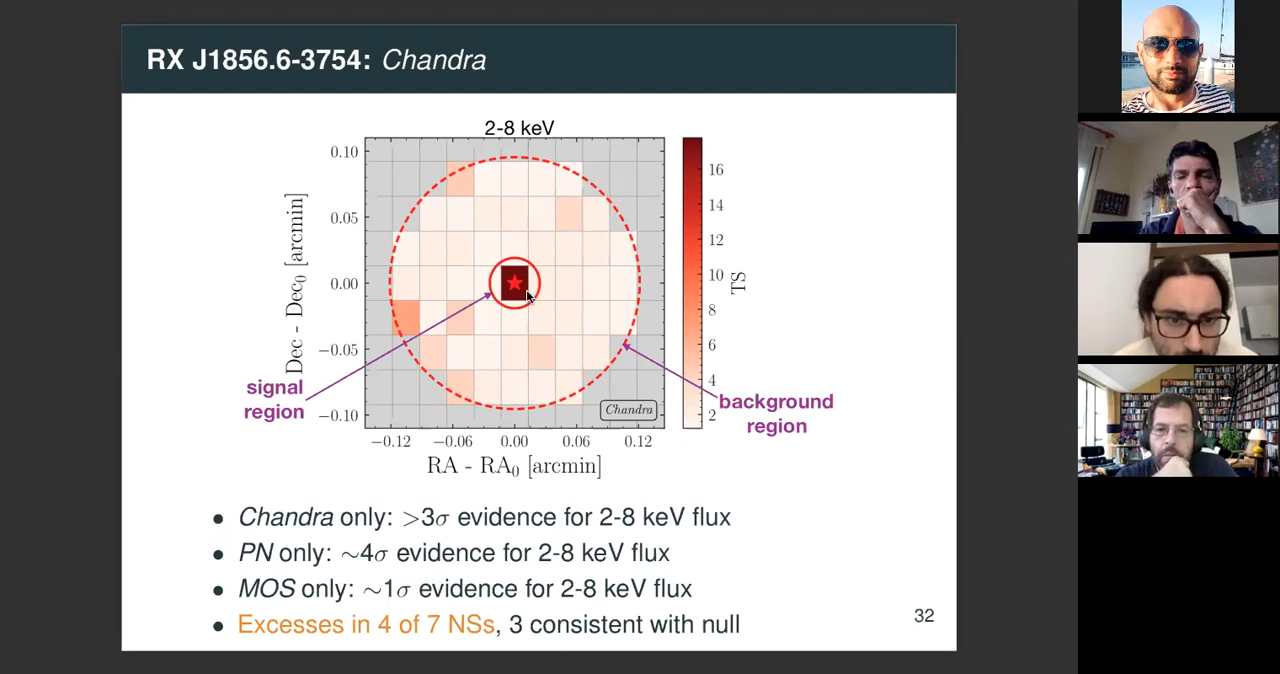 RX J1856.6-3754: Chandra
2-8 keV
0.10
0.05
0.00
−0.05
−0.10
Dec - Dec₀ [arcmin]
−0.12 −0.06 0.00 0.06 0.12
RA - RA₀ [arcmin]
Chandra
16
14
12
10
8
6
4
2
TS
signal
region
background
region
• Chandra only: >3σ evidence for 2-8 keV flux
• PN only: ~4σ evidence for 2-8 keV flux
• MOS only: ~1σ evidence for 2-8 keV flux
• Excesses in 4 of 7 NSs, 3 consistent with null
32